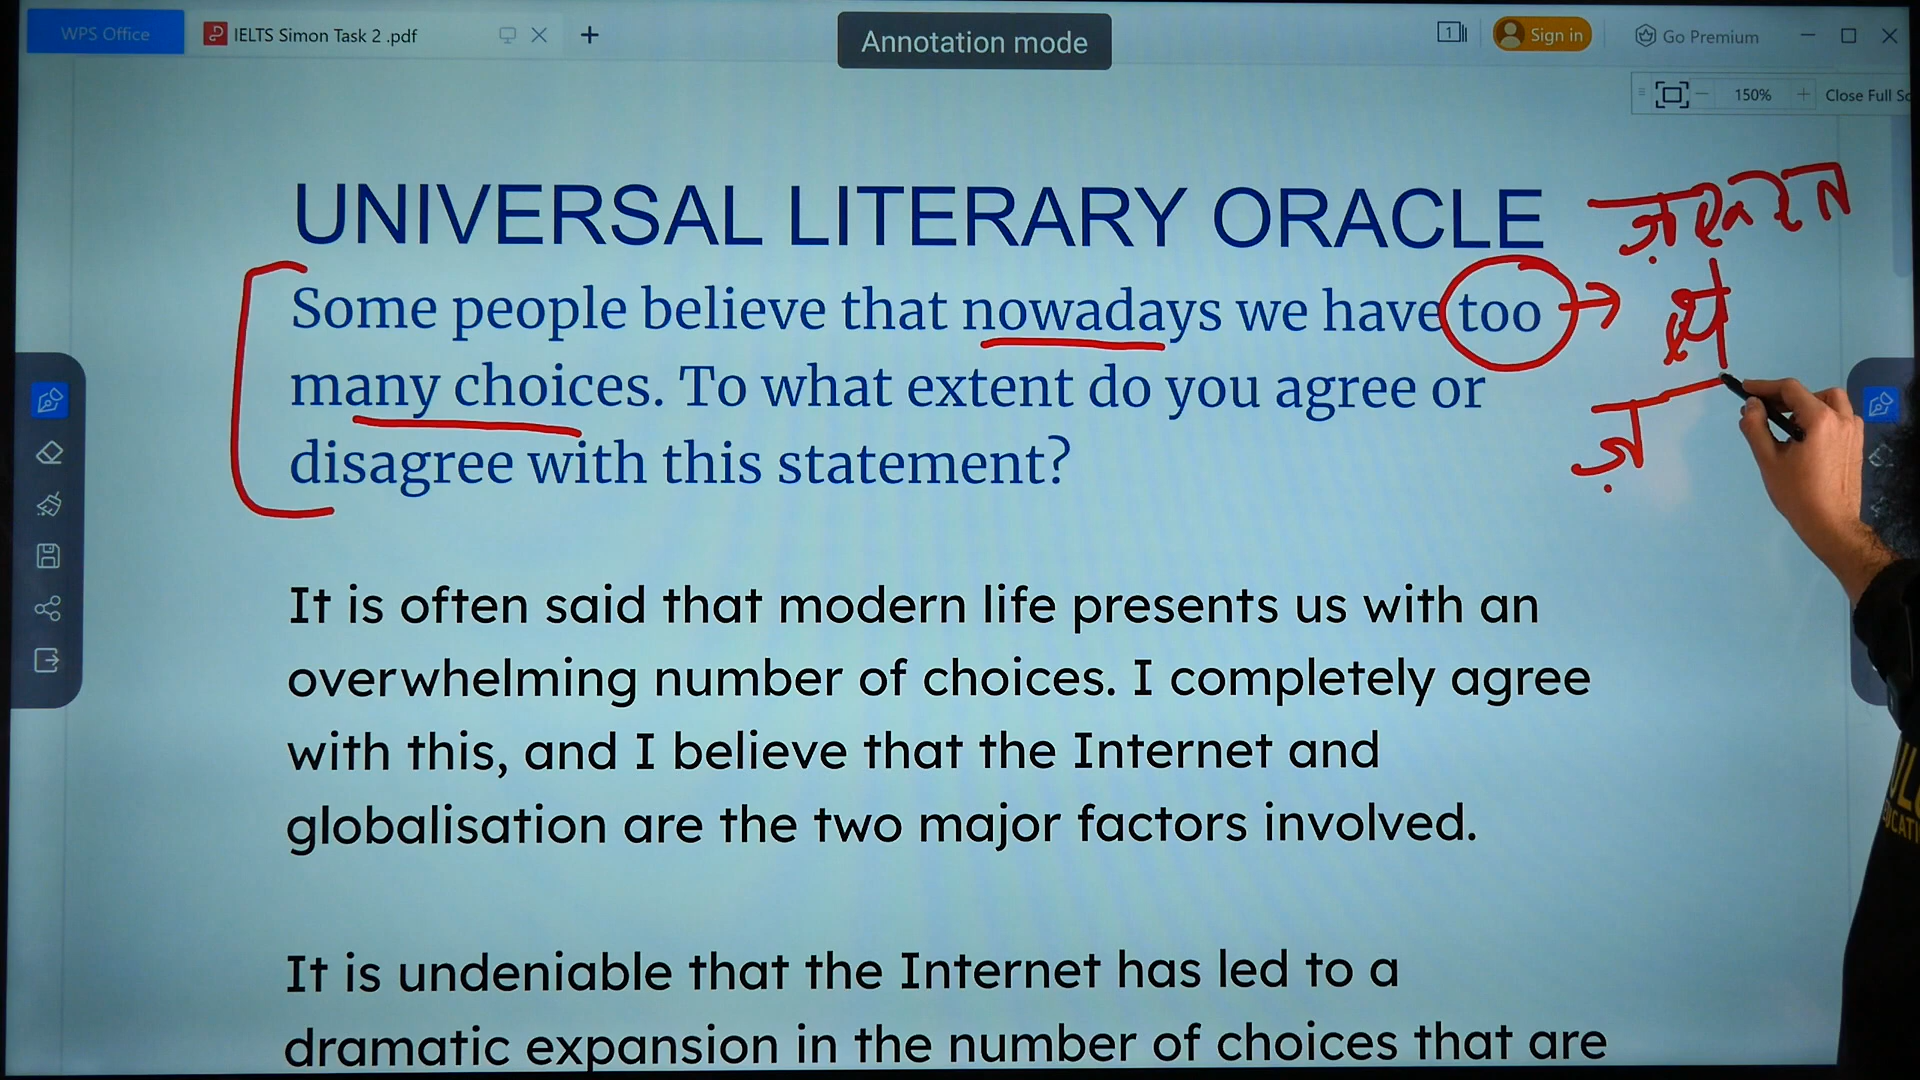 WPS Office
IELTS Simon Task 2 .pdf
Annotation mode
1
Sign in
Go Premium
150%
Close Full Sc
UNIVERSAL LITERARY ORACLE
Some people believe that nowadays we have too
many choices. To what extent do you agree or
disagree with this statement?
ज़रूरत
से
ज़
It is often said that modern life presents us with an
overwhelming number of choices. I completely agree
with this, and I believe that the Internet and
globalisation are the two major factors involved.
It is undeniable that the Internet has led to a
dramatic expansion in the number of choices that are